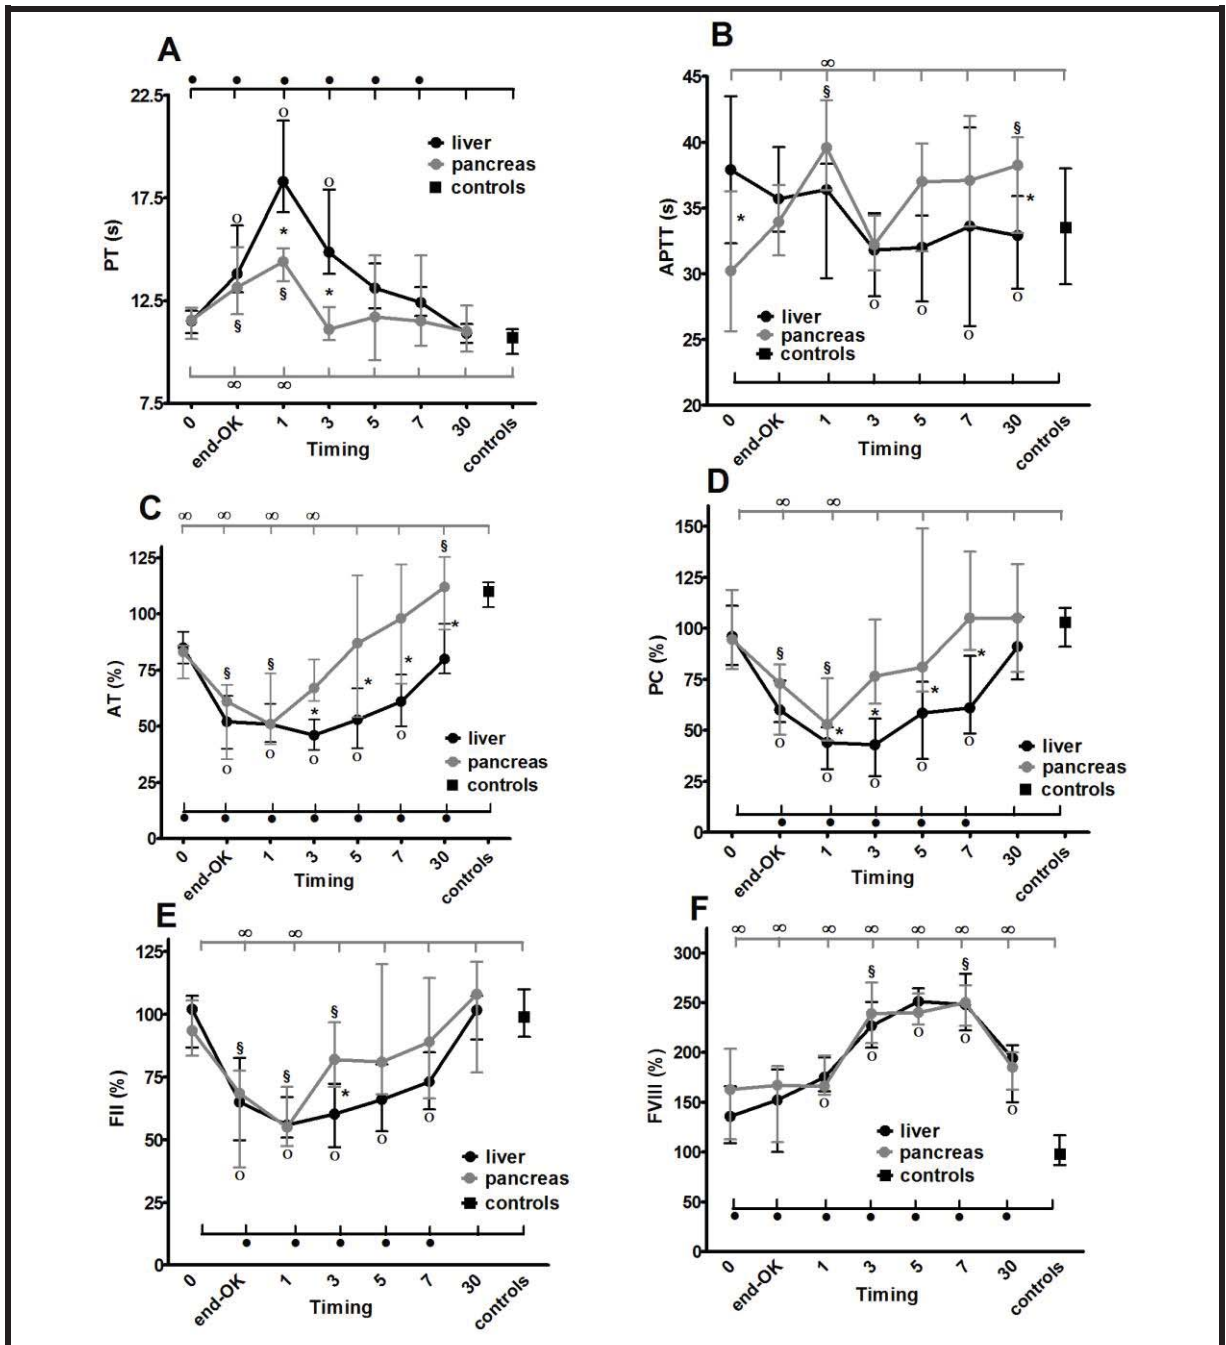 A
22.5
17.5
12.5
7.5
PT (s)
● ● ● ● ● ●
o
o
o
*
*
§
§
∞ ∞
liver
pancreas
controls
0 end-OK 1 3 5 7 30 controls
Timing
B
∞
45
40
35
30
25
20
APTT (s)
§
§
*
*
o
o
o
o
liver
pancreas
controls
0 end-OK 1 3 5 7 30 controls
Timing
C
∞ ∞ ∞ ∞
125
100
75
50
25
0
AT (%)
§
§ §
*
*
*
*
o o o o o
liver
pancreas
controls
● ● ● ● ● ● ●
0 end-OK 1 3 5 7 30 controls
Timing
D
∞ ∞
150
125
100
75
50
25
0
PC (%)
§
§
*
*
*
*
o o o o o
liver
pancreas
controls
● ● ● ● ●
0 end-OK 1 3 5 7 30 controls
Timing
E
∞ ∞
125
100
75
50
25
0
FII (%)
§
§
§
*
o o o o o
liver
pancreas
controls
● ● ● ● ●
0 end-OK 1 3 5 7 30 controls
Timing
F
∞ ∞ ∞ ∞ ∞ ∞ ∞
300
250
200
150
100
50
0
FVIII (%)
§ §
o o o o o
liver
pancreas
controls
● ● ● ● ● ● ●
0 end-OK 1 3 5 7 30 controls
Timing